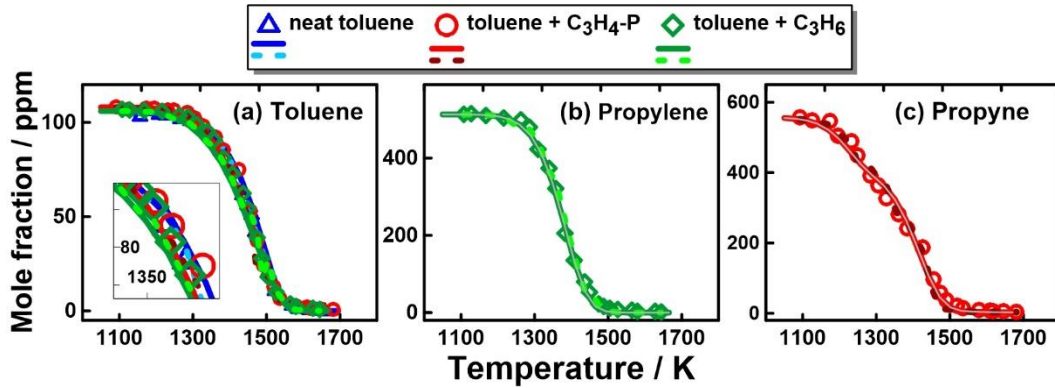 neat toluene toluene + C3H4-P toluene + C3H6
(a) Toluene (b) Propylene (c) Propyne
Mole fraction / ppm
100
50
0
80
1350
400
200
0
600
400
200
0
1100 1300 1500 1700 1100 1300 1500 1700 1100 1300 1500 1700
Temperature / K